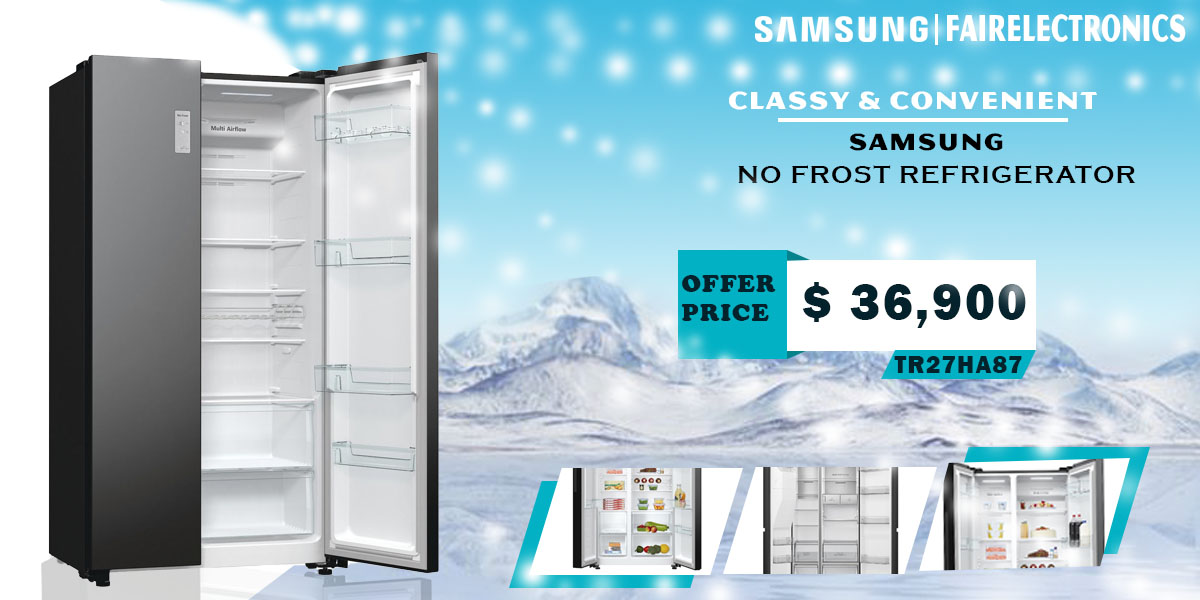 SAMSUNG|FAIRELECTRONICS
CLASSY & CONVENIENT
SAMSUNG
NO FROST REFRIGERATOR
OFFER
PRICE
$ 36,900
TR27HA87
Multi Airflow